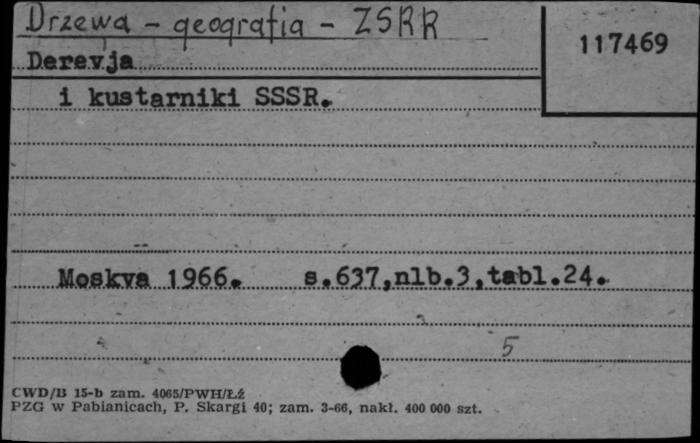 Drzewa - geografia - ZSRR
117469
Derevja
i kustarniki SSSR.
Moskva 1966. s.637,nlb.3,tabl.24.
5
CWD/B 15-b zam. 4065/PWH/Łź
PZG w Pabianicach, P. Skargi 40; zam. 3-66, nakł. 400 000 szt.